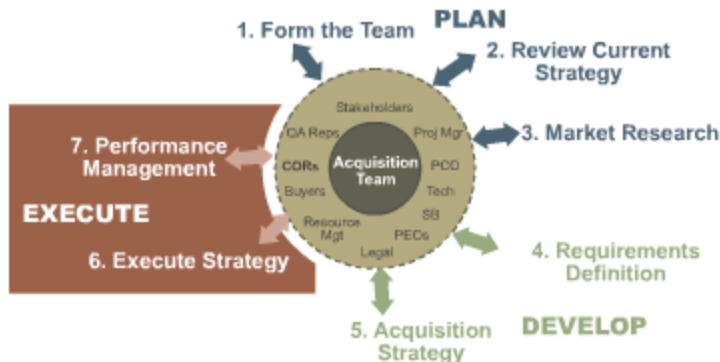 PLAN
1. Form the Team
2. Review Current
Strategy
3. Market Research
4. Requirements
Definition
DEVELOP
5. Acquisition
Strategy
6. Execute Strategy
EXECUTE
7. Performance
Management
Stakeholders
QA Reps
Proj Mgr
CORs
Acquisition
Team
PCO
Buyers
Tech
SB
Resource
Mgt
PECs
Legal